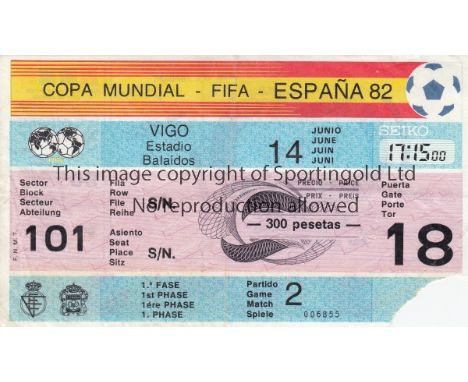 COPA MUNDIAL - FIFA - ESPAÑA 82
VIGO
Estadio
Balaidos
14
JUNIO
JUNE
JUIN
JUNI
SEIKO
17:15:00
This image copyright of Sportingold Ltd
No reproduction allowed
Sector
Block
Secteur
Abteilung
Fila
Row
File
Reihe
S/N.
PRECIO - PRICE
PRIX - PREIS
300 pesetas
Puerta
Gate
Porte
Tor
F. N. M. T.
101
Asiento
Seat
Place
Sitz
S/N.
18
1.ª FASE
1st PHASE
1ére PHASE
1. PHASE
Partido
Game
Match
Spiele
2
006855